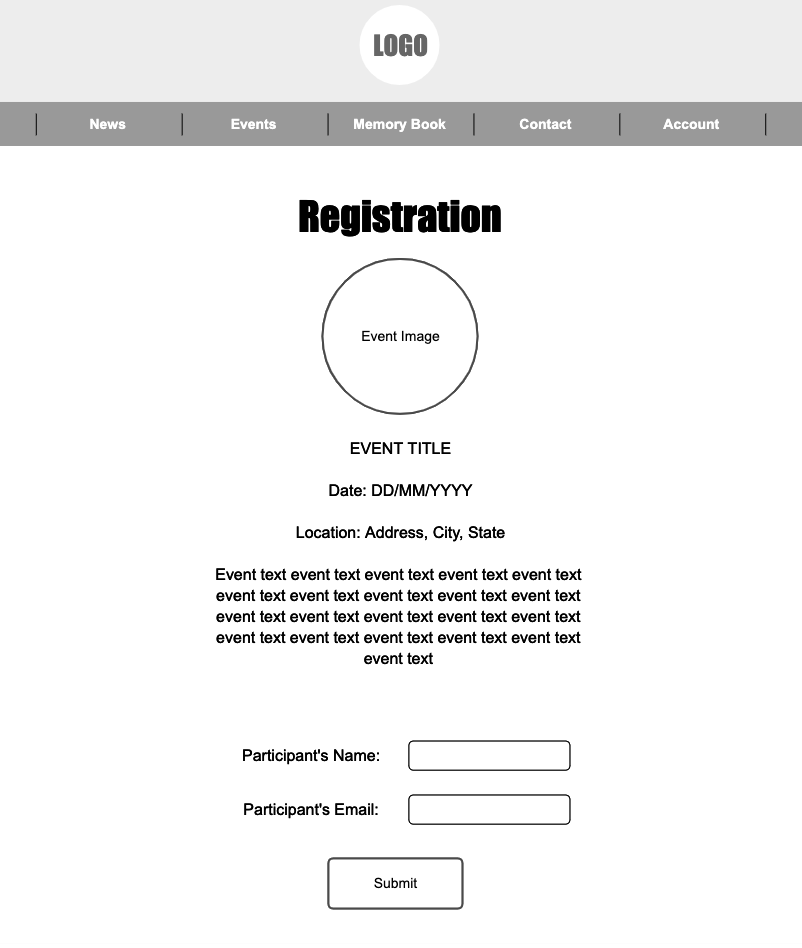 LOGO
News Events Memory Book Contact Account
Registration
Event Image
EVENT TITLE
Date: DD/MM/YYYY
Location: Address, City, State
Event text event text event text event text event text
event text event text event text event text event text
event text event text event text event text event text
event text event text event text event text event text
event text
Participant's Name:
Participant's Email:
Submit